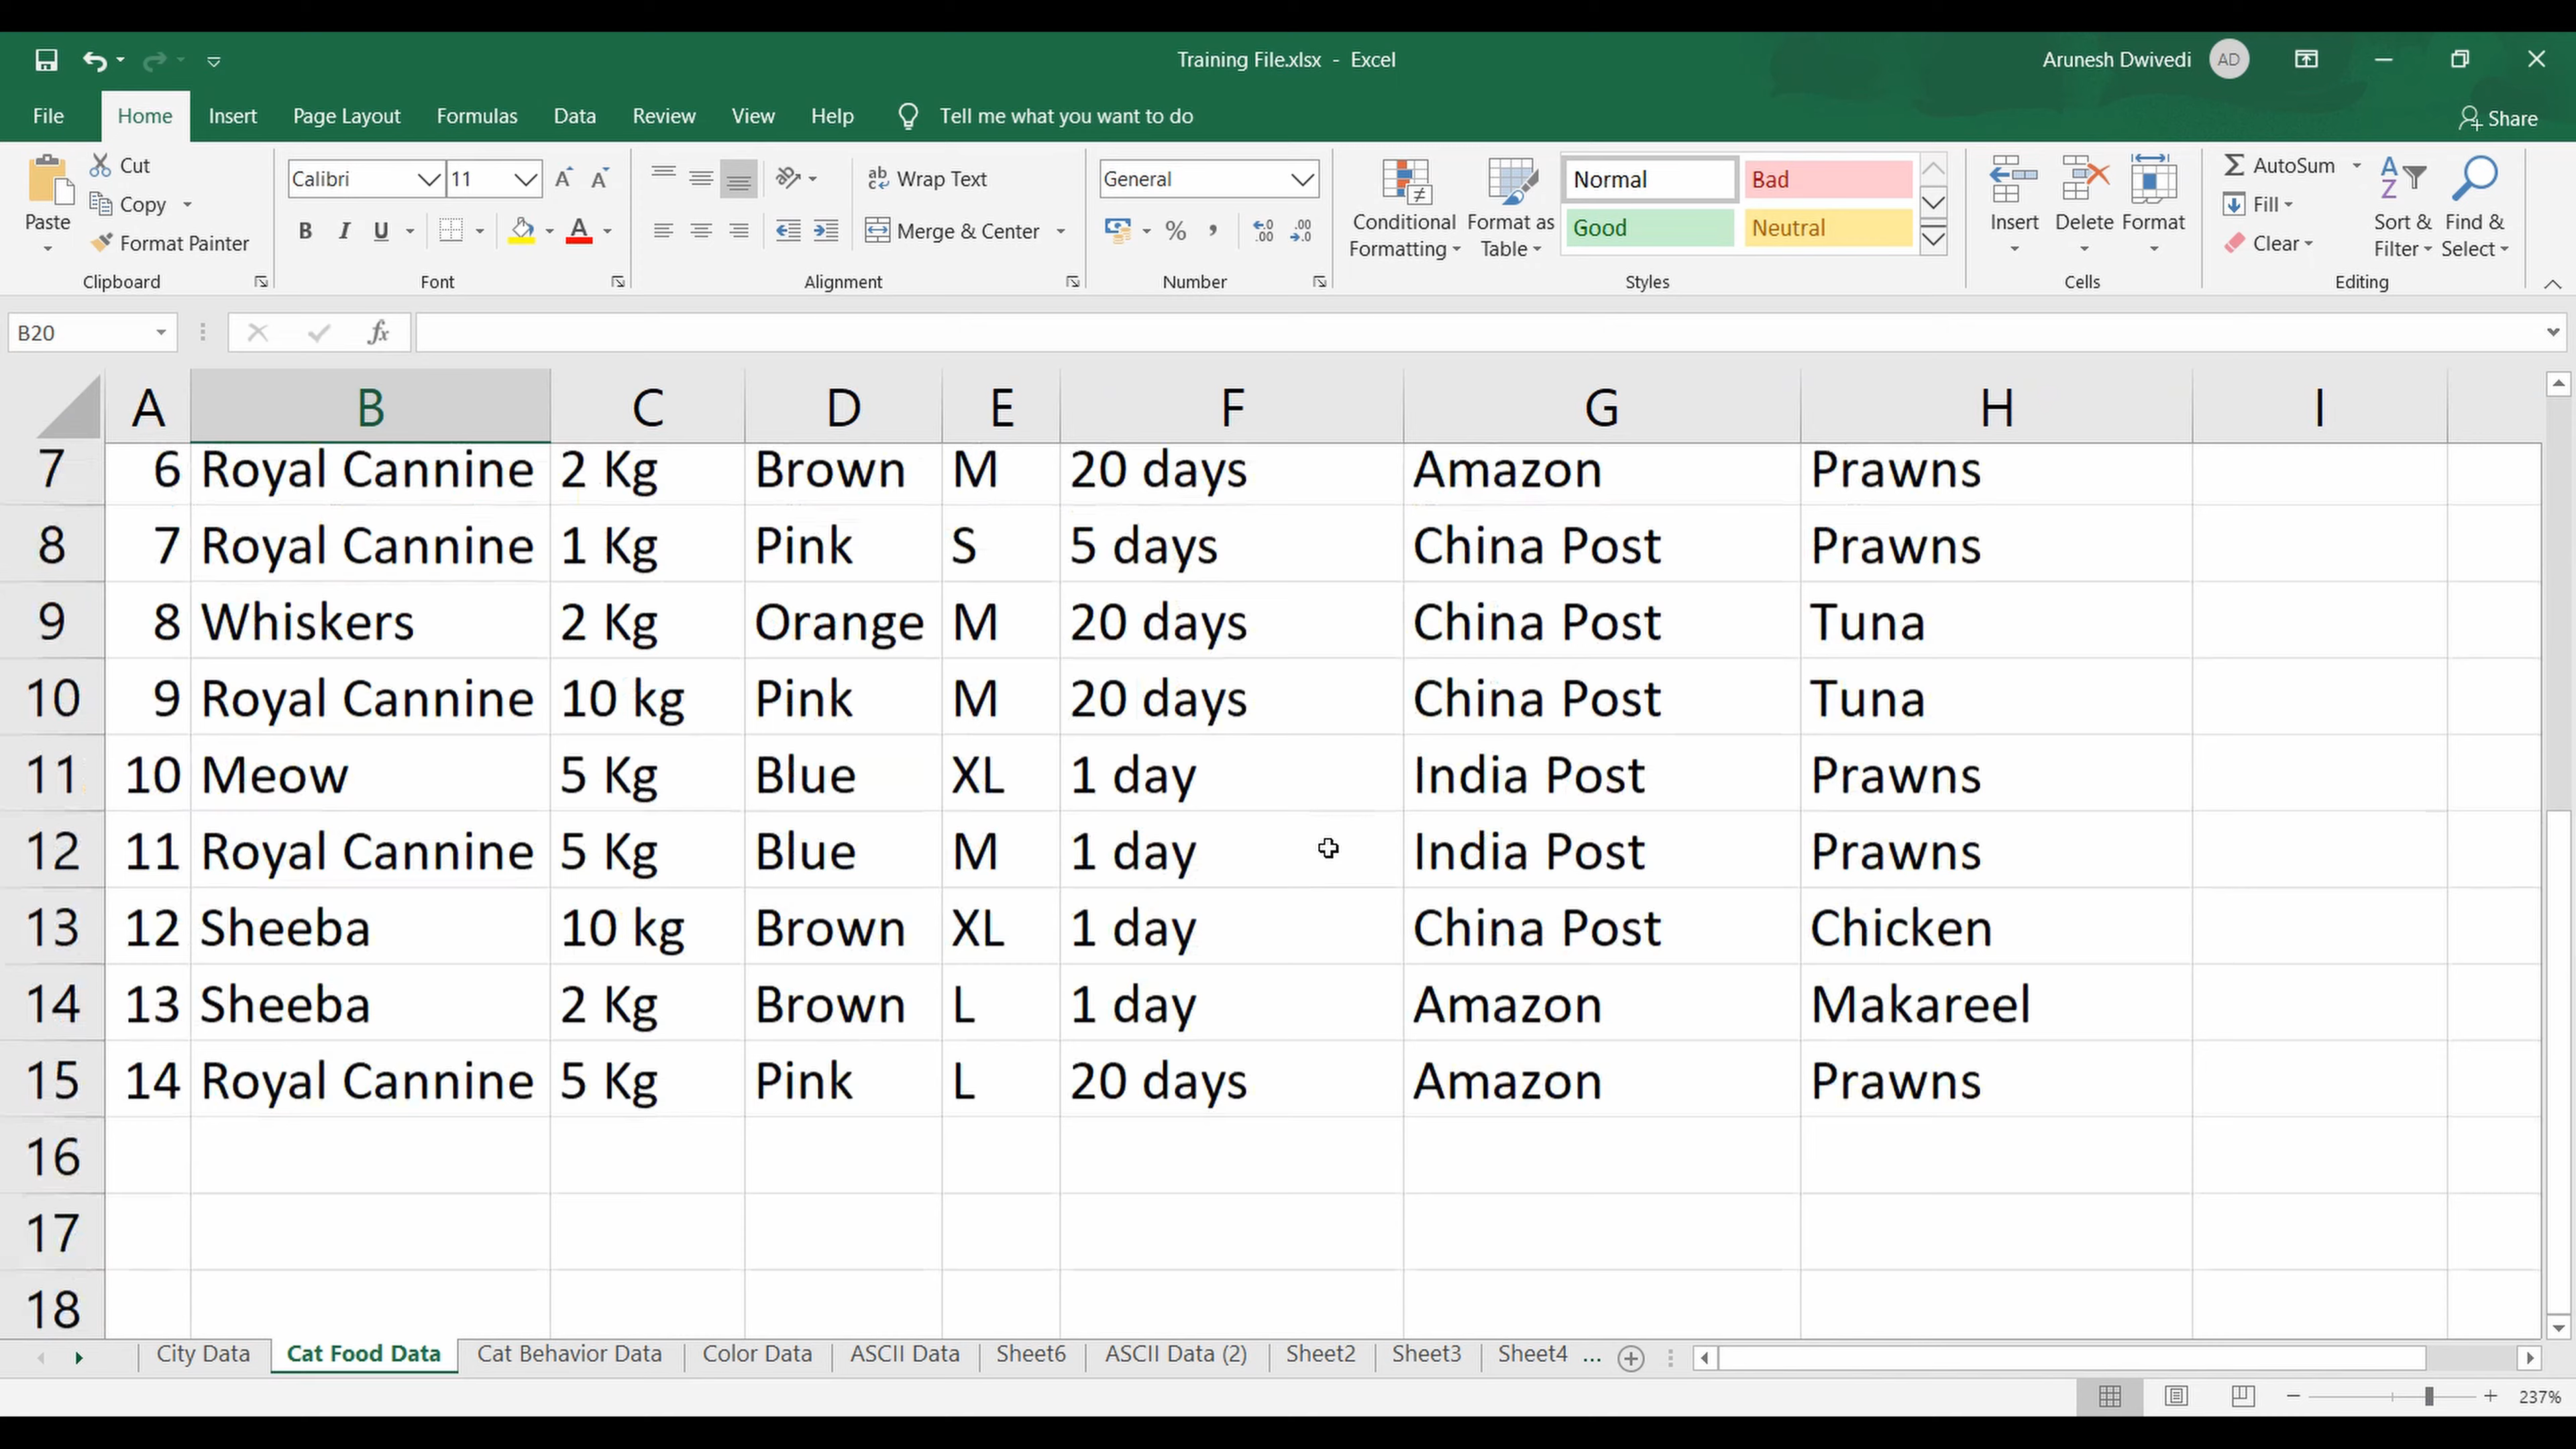 Training File.xlsx - Excel
Arunesh Dwivedi AD
File Home Insert Page Layout Formulas Data Review View Help Tell me what you want to do Share
Paste
Cut
Copy
Format Painter
Clipboard
Calibri 11
A A
B I U A
Font
ab Wrap Text
Merge & Center
Alignment
General
% , .00
Number
Conditional Formatting
Format as Table
Normal Bad
Good Neutral
Styles
Insert Delete Format
Cells
AutoSum
Fill
Clear
Sort & Filter
Find & Select
Editing
B20 fx
A B C D E F G H I
7 6 Royal Cannine 2 Kg Brown M 20 days Amazon Prawns
8 7 Royal Cannine 1 Kg Pink S 5 days China Post Prawns
9 8 Whiskers 2 Kg Orange M 20 days China Post Tuna
10 9 Royal Cannine 10 kg Pink M 20 days China Post Tuna
11 10 Meow 5 Kg Blue XL 1 day India Post Prawns
12 11 Royal Cannine 5 Kg Blue M 1 day India Post Prawns
13 12 Sheeba 10 kg Brown XL 1 day China Post Chicken
14 13 Sheeba 2 Kg Brown L 1 day Amazon Makareel
15 14 Royal Cannine 5 Kg Pink L 20 days Amazon Prawns
16
17
18
City Data Cat Food Data Cat Behavior Data Color Data ASCII Data Sheet6 ASCII Data (2) Sheet2 Sheet3 Sheet4 ...
237%